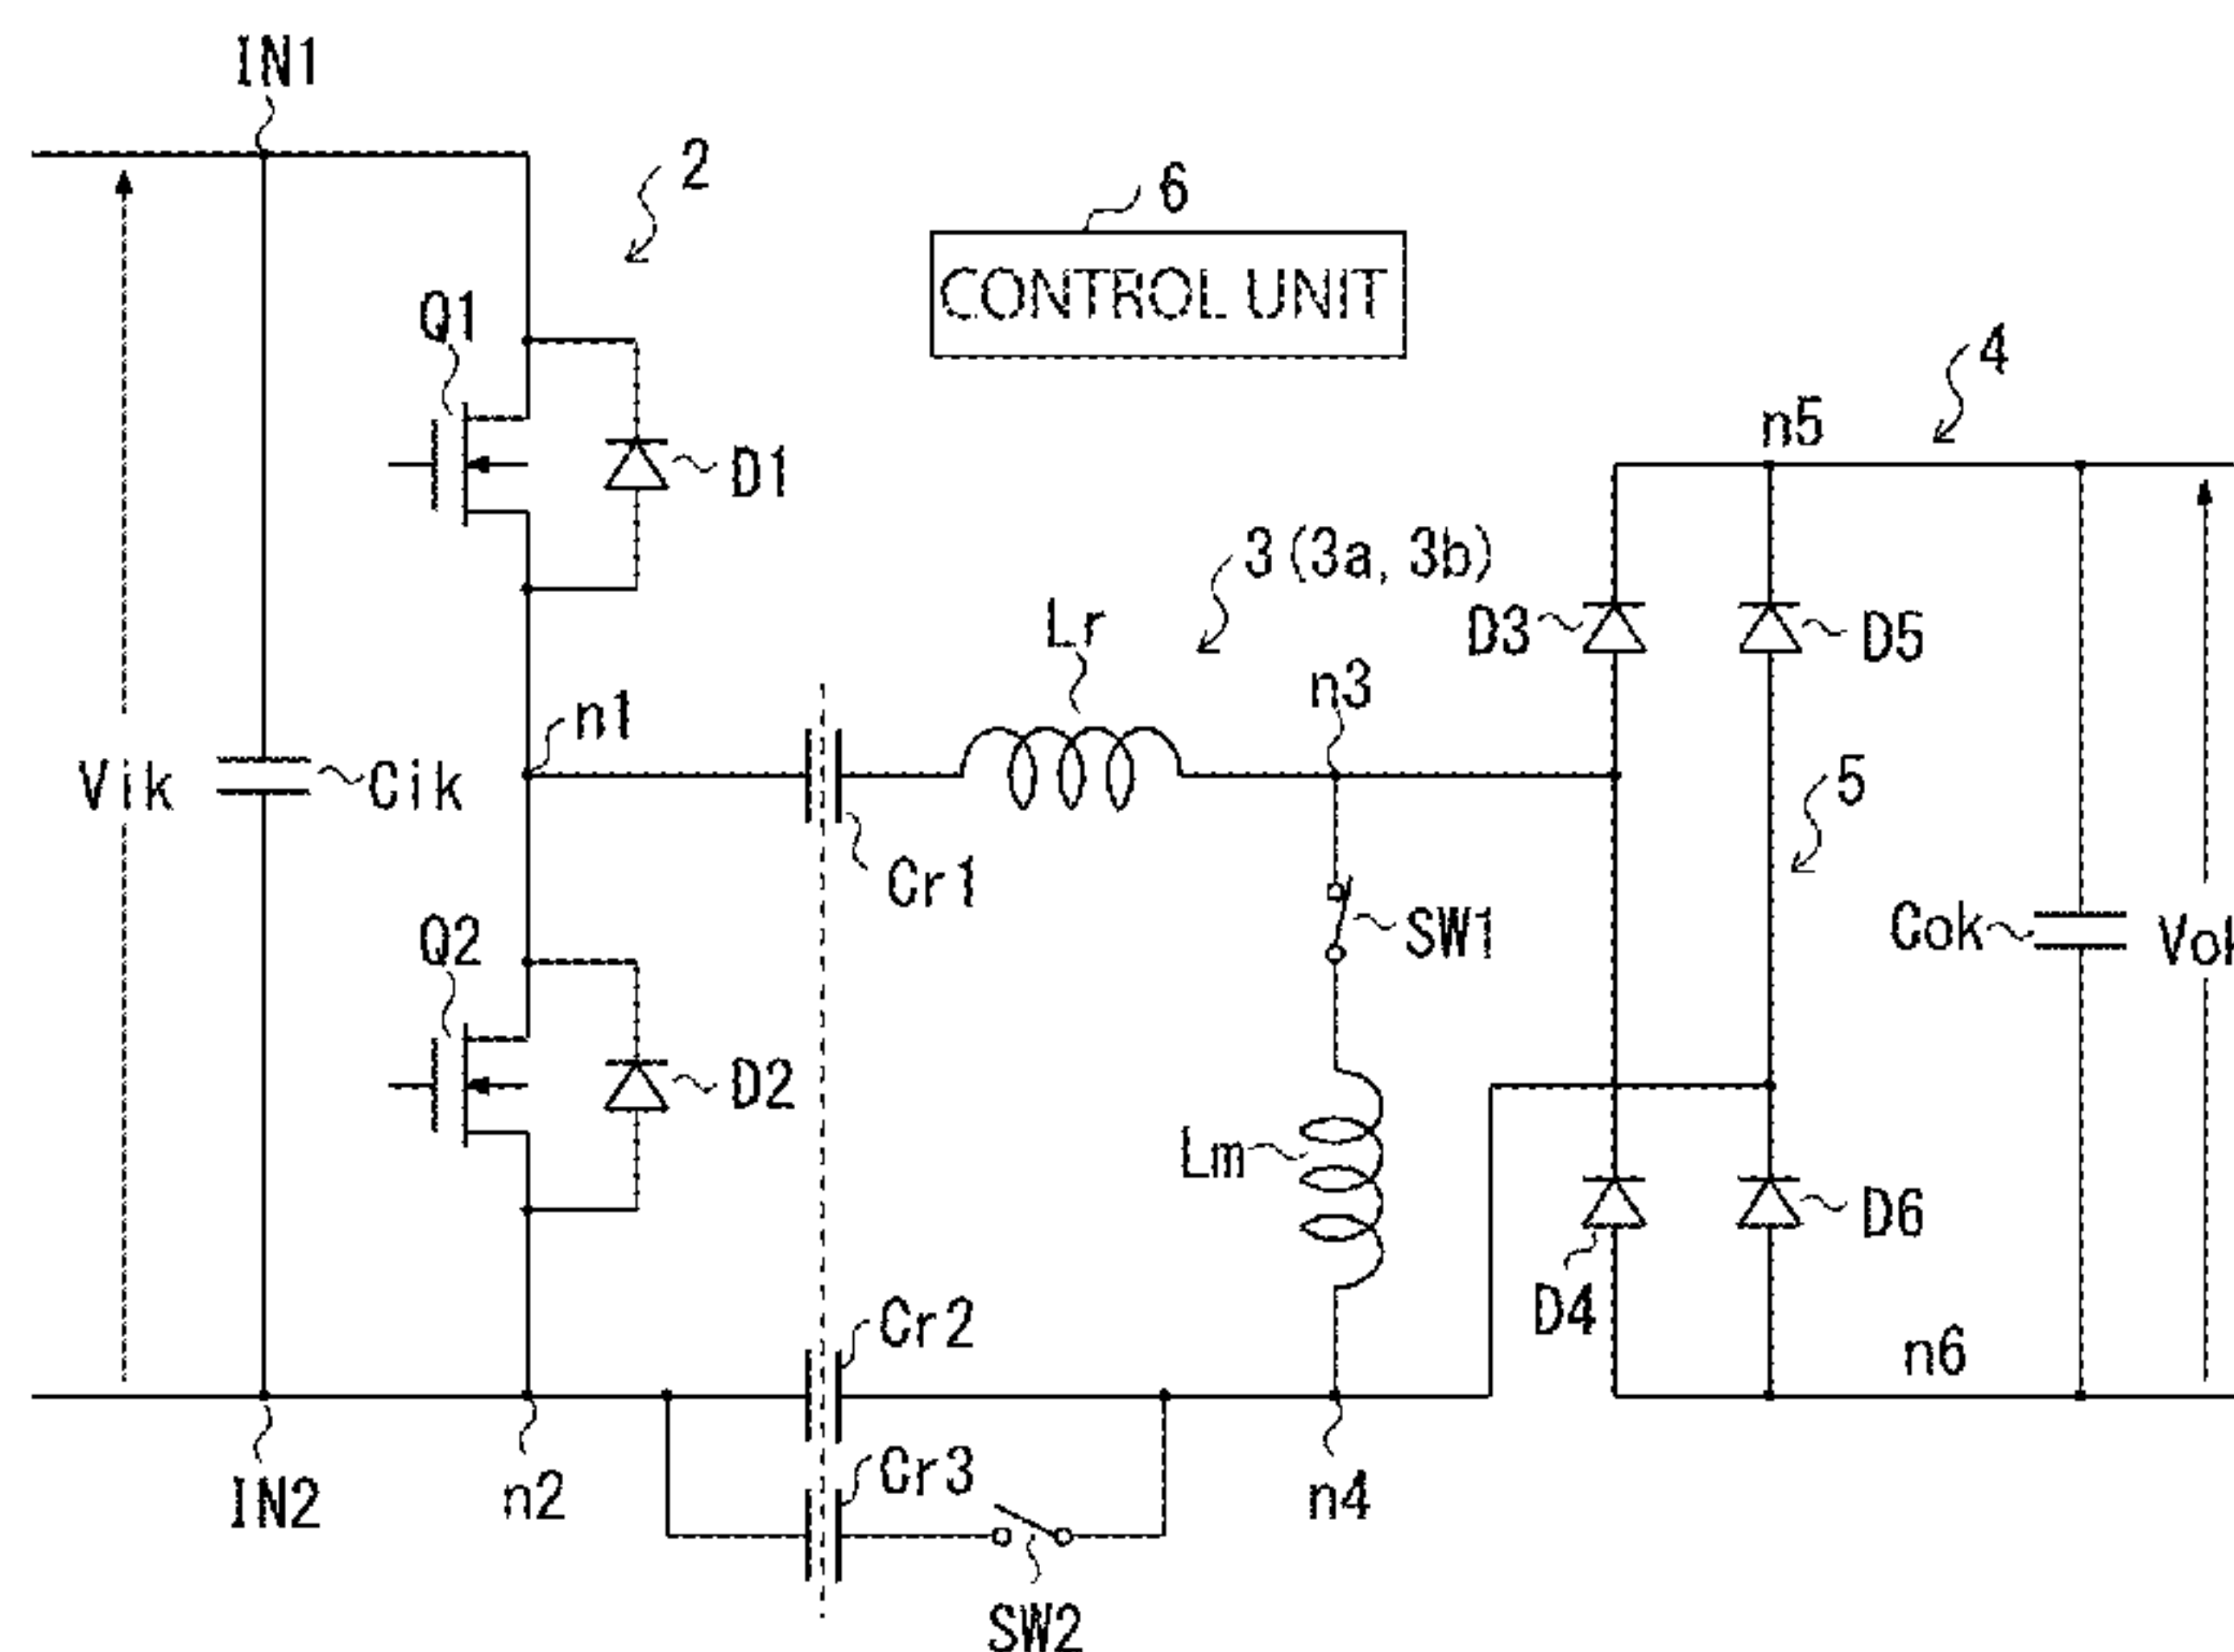 IN1
2
6
CONTROL UNIT
Q1
4
n5
D1
3(3a, 3b)
Lr
D3
D5
n3
n1
Vik
Cik
5
Cr1
SW1
Cok
Q2
D2
Lm
D6
D4
Cr2
n6
Cr3
IN2
n2
n4
SW2